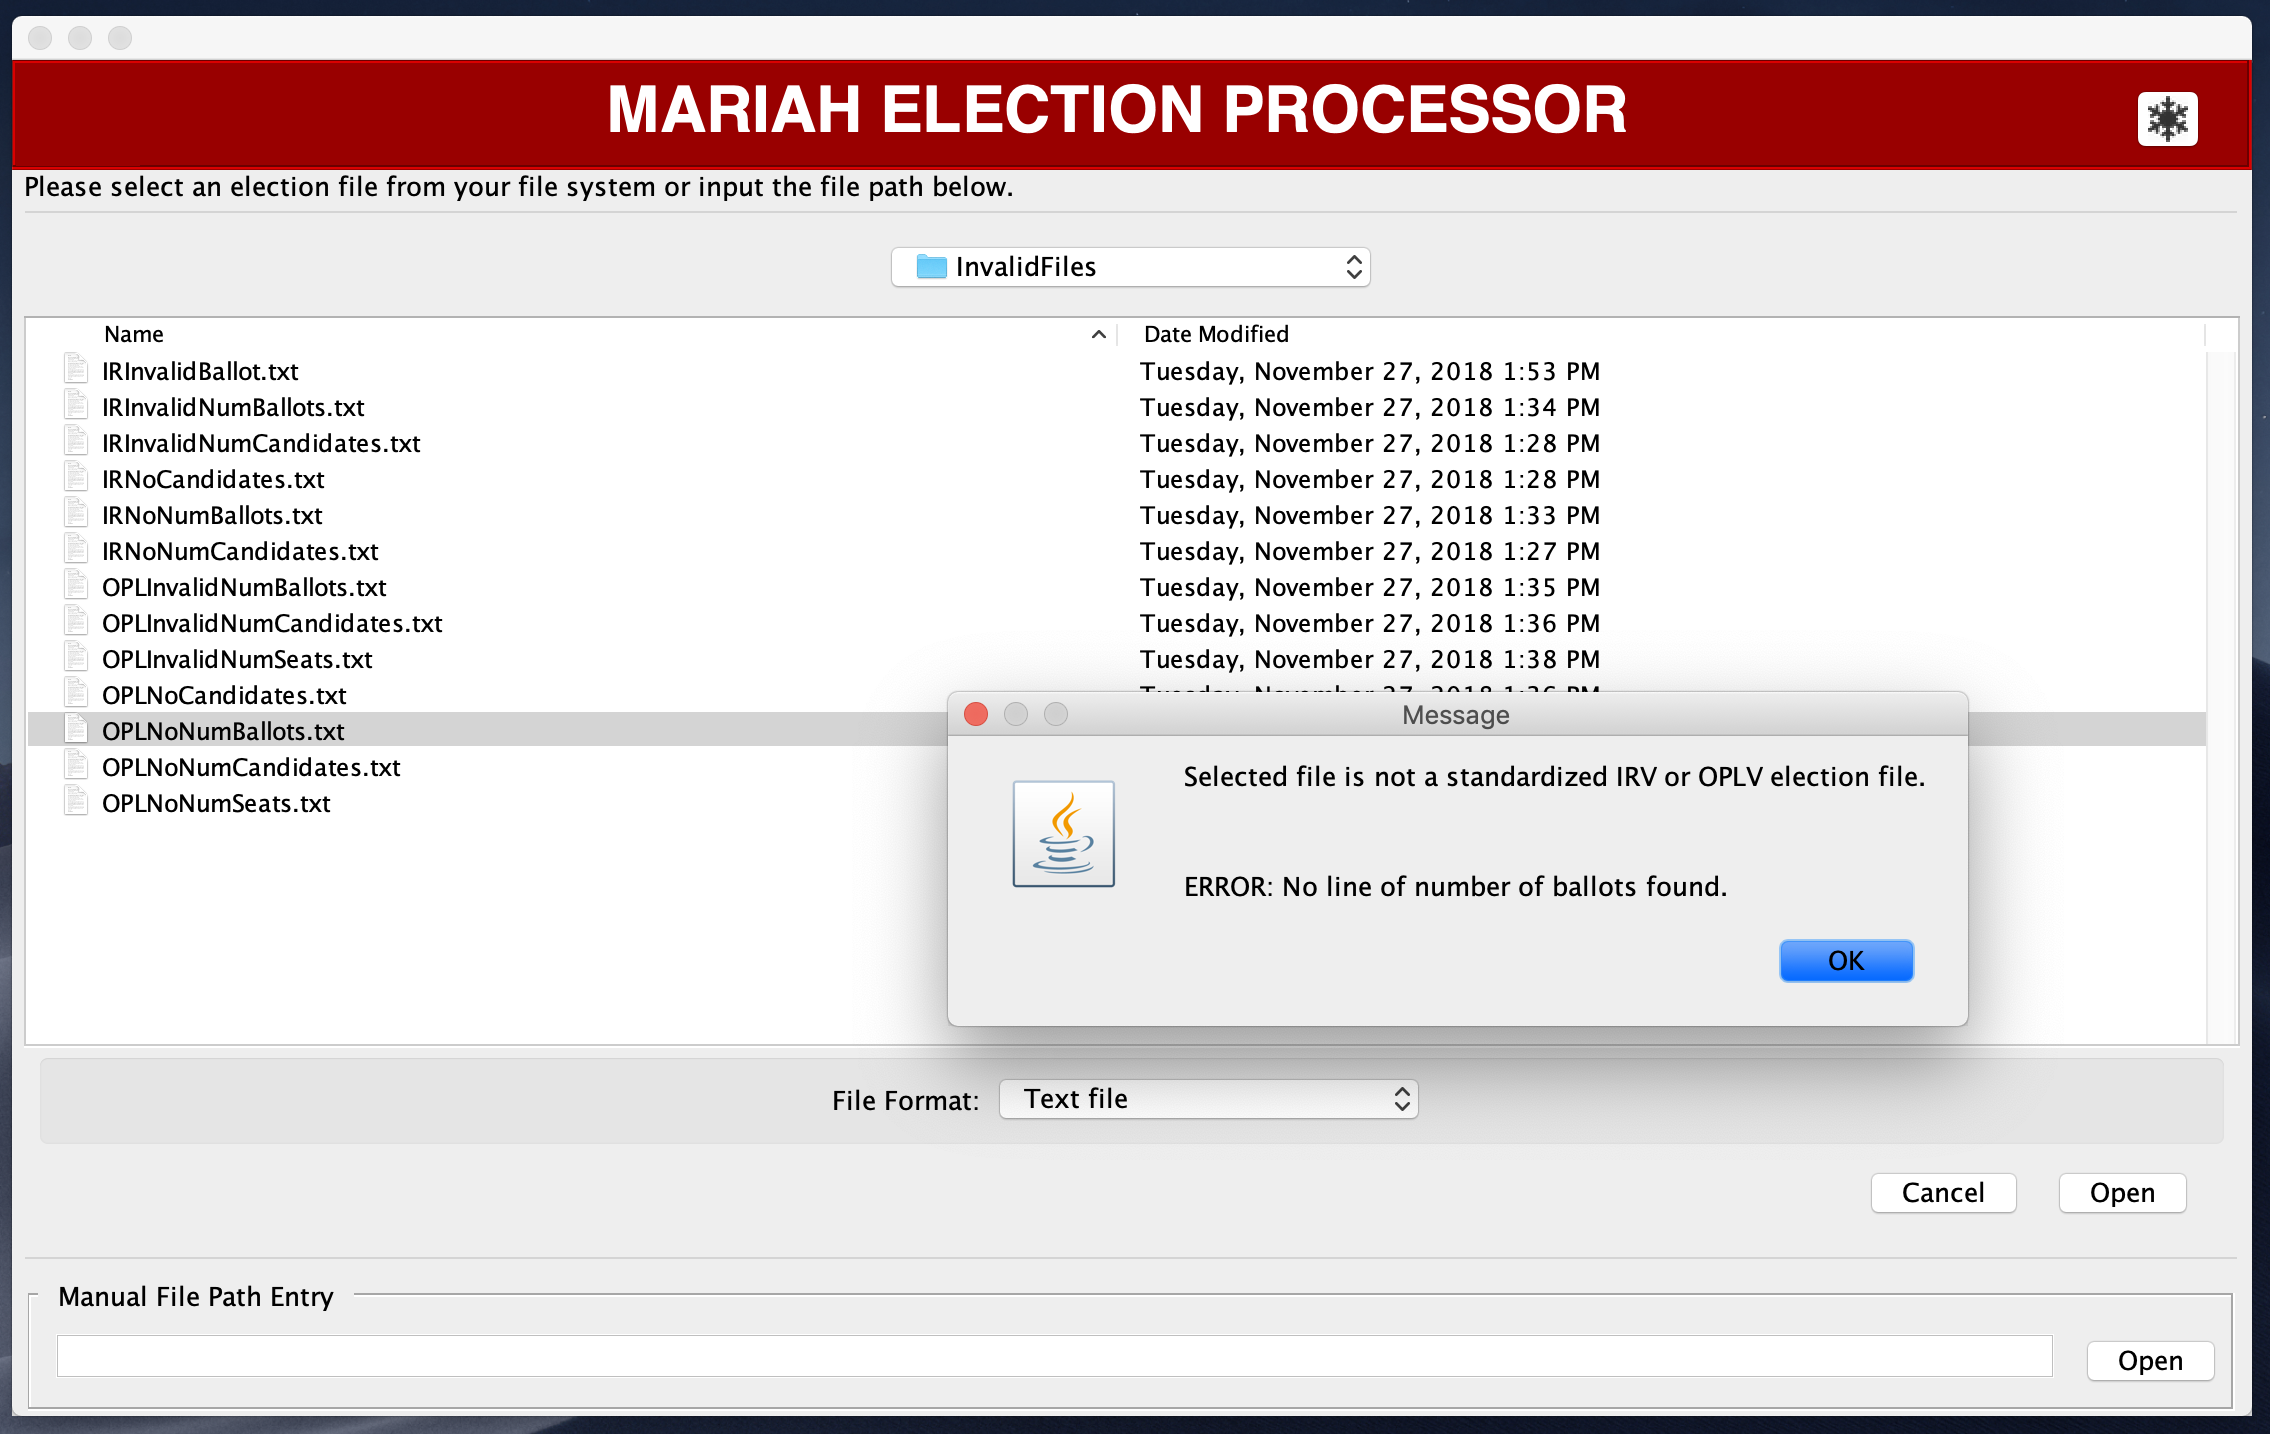 MARIAH ELECTION PROCESSOR
Please select an election file from your file system or input the file path below.
InvalidFiles
Name Date Modified
IRInvalidBallot.txt Tuesday, November 27, 2018 1:53 PM
IRInvalidNumBallots.txt Tuesday, November 27, 2018 1:34 PM
IRInvalidNumCandidates.txt Tuesday, November 27, 2018 1:28 PM
IRNoCandidates.txt Tuesday, November 27, 2018 1:28 PM
IRNoNumBallots.txt Tuesday, November 27, 2018 1:33 PM
IRNoNumCandidates.txt Tuesday, November 27, 2018 1:27 PM
OPLInvalidNumBallots.txt Tuesday, November 27, 2018 1:35 PM
OPLInvalidNumCandidates.txt Tuesday, November 27, 2018 1:36 PM
OPLInvalidNumSeats.txt Tuesday, November 27, 2018 1:38 PM
OPLNoCandidates.txt
OPLNoNumBallots.txt
OPLNoNumCandidates.txt
OPLNoNumSeats.txt
Message
Selected file is not a standardized IRV or OPLV election file.
ERROR: No line of number of ballots found.
OK
File Format: Text file
Cancel Open
Manual File Path Entry
Open